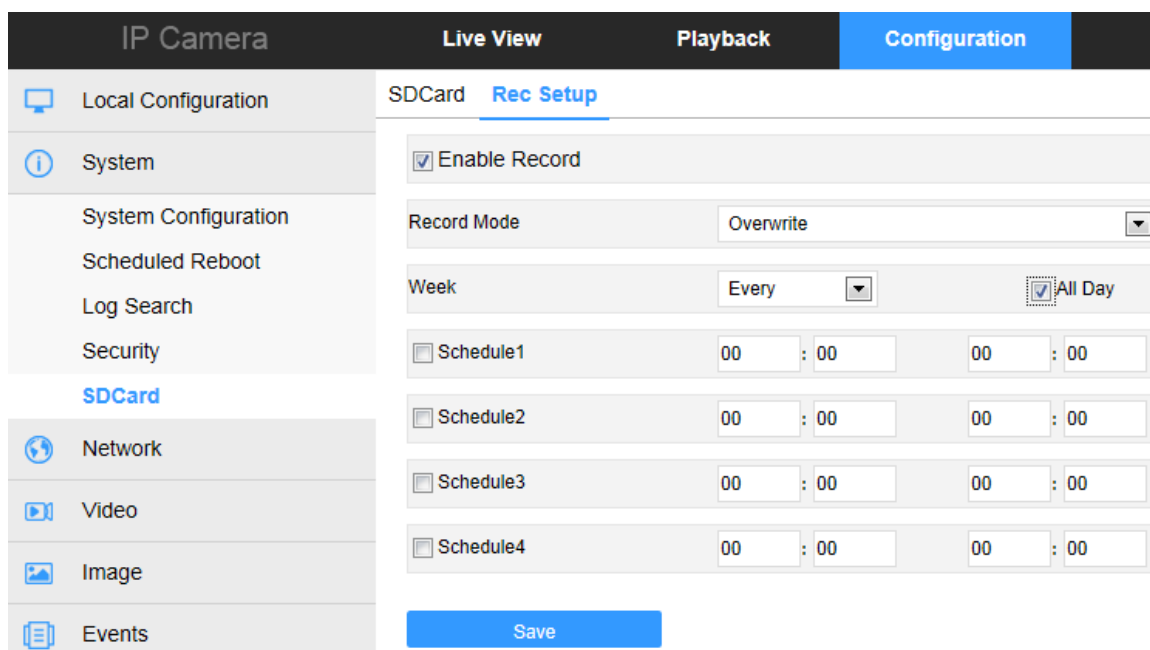 IP Camera Live View Playback Configuration
Local Configuration
System
System Configuration
Scheduled Reboot
Log Search
Security
SDCard
Network
Video
Image
Events
SDCard Rec Setup
Enable Record
Record Mode Overwrite
Week Every All Day
Schedule1 00 : 00 00 : 00
Schedule2 00 : 00 00 : 00
Schedule3 00 : 00 00 : 00
Schedule4 00 : 00 00 : 00
Save